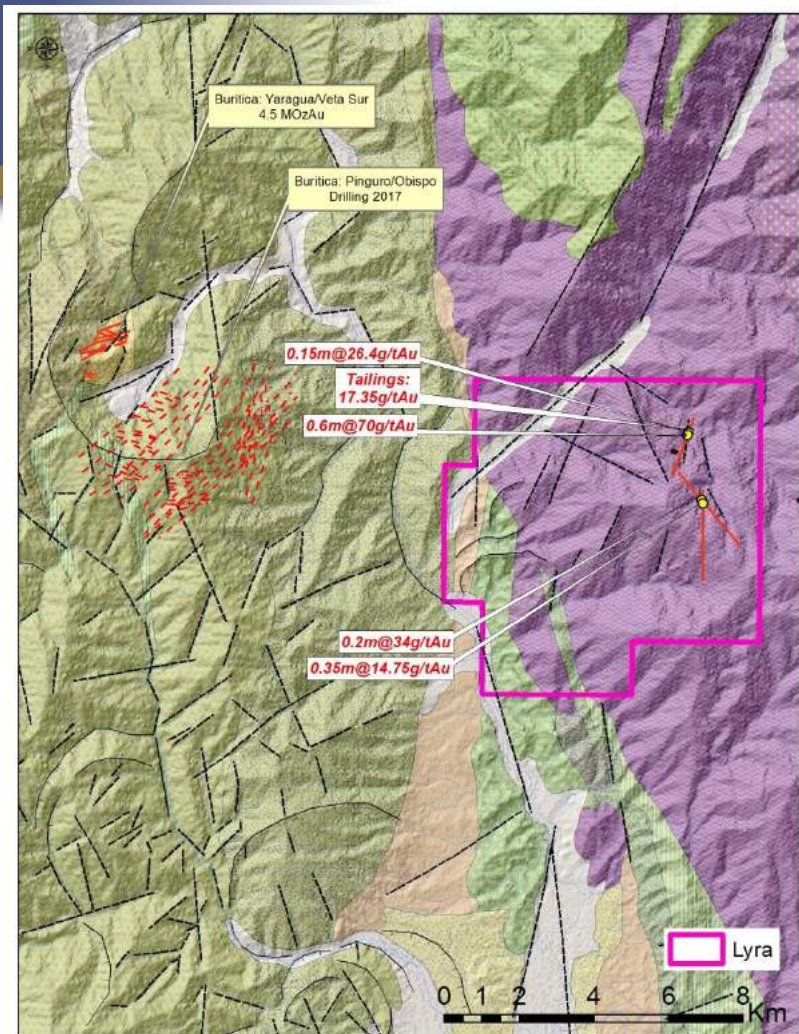 Buritica: Yaragua/Veta Sur
4.5 MOzAu
Buritica: Pinguro/Obispo
Drilling 2017
0.15m@26.4g/tAu
Tailings:
17.35g/tAu
0.6m@70g/tAu
0.2m@34g/tAu
0.35m@14.75g/tAu
Lyra
0 1 2 4 6 8
Km